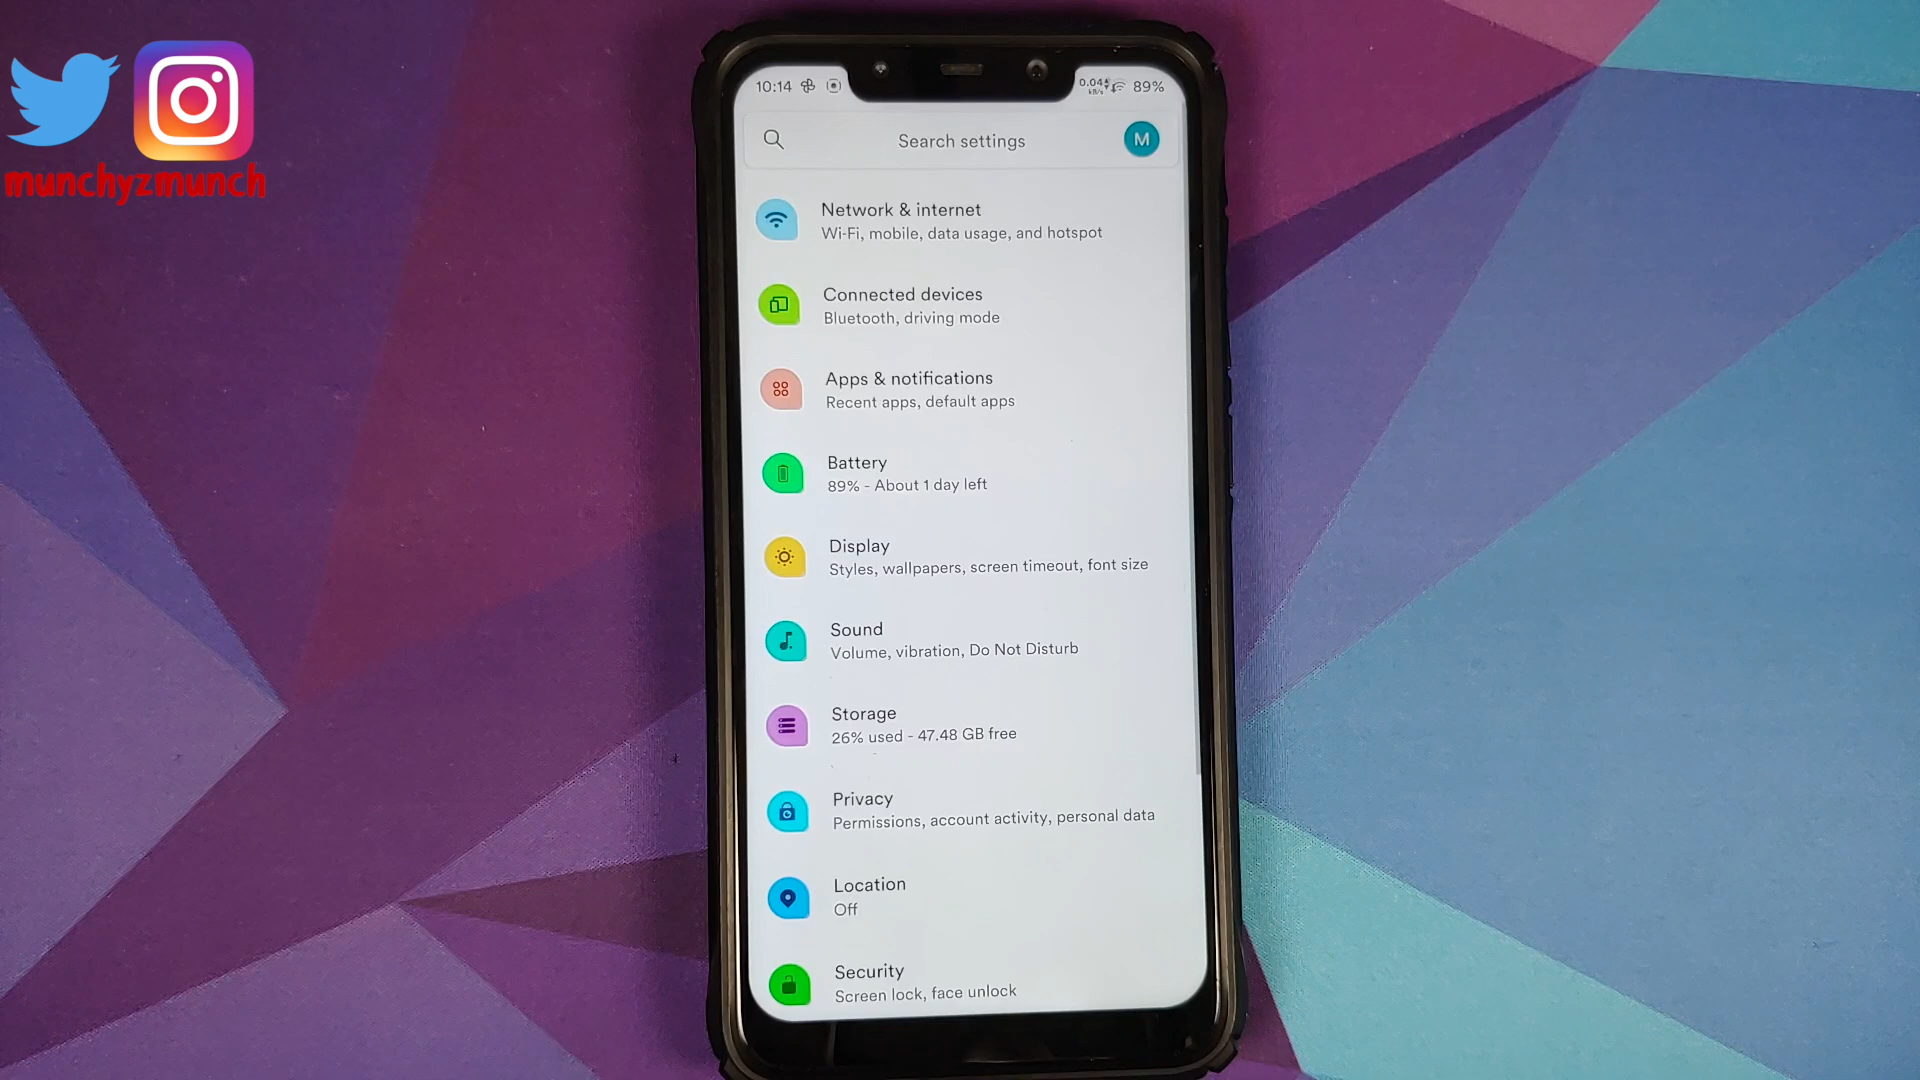 munchyzmunch
10:14
0.04
kB/s
89%
Search settings
M
Network & internet
Wi-Fi, mobile, data usage, and hotspot
Connected devices
Bluetooth, driving mode
Apps & notifications
Recent apps, default apps
Battery
89% - About 1 day left
Display
Styles, wallpapers, screen timeout, font size
Sound
Volume, vibration, Do Not Disturb
Storage
26% used - 47.48 GB free
Privacy
Permissions, account activity, personal data
Location
Off
Security
Screen lock, face unlock